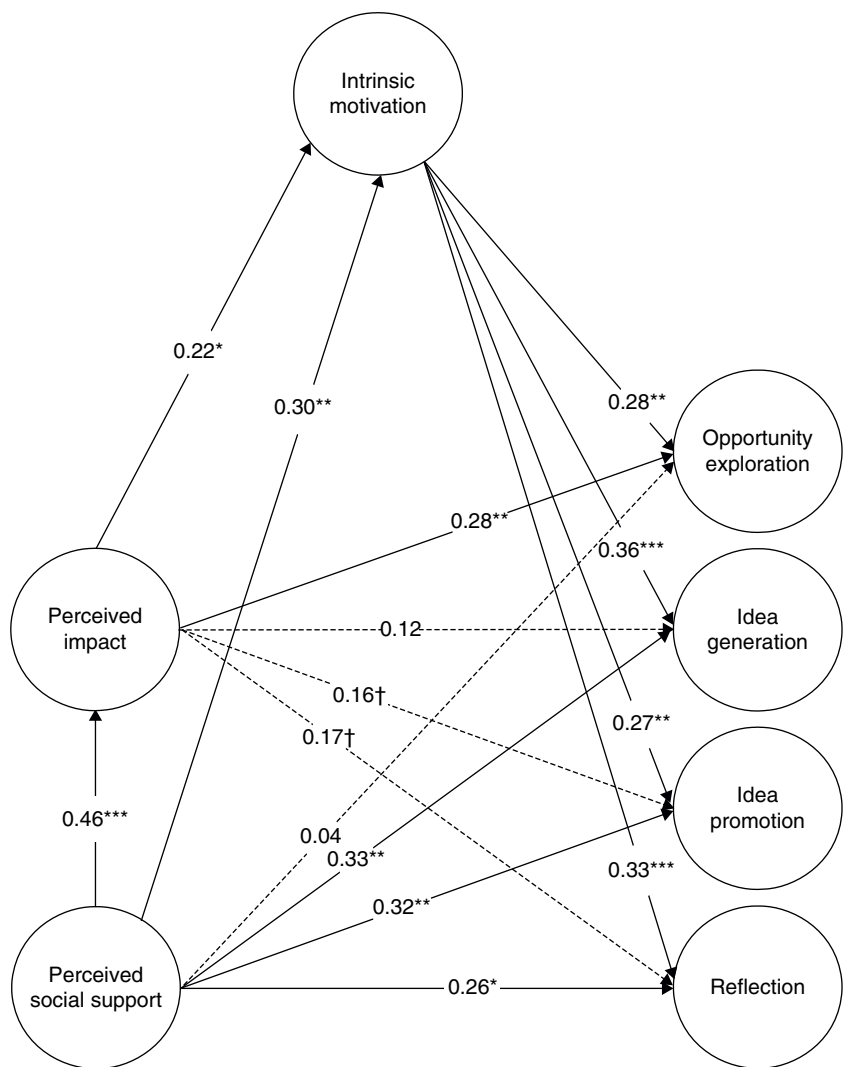 Intrinsic
motivation
0.22*
0.30**
0.28**
Opportunity
exploration
0.28**
0.36***
Perceived
impact
0.12
Idea
generation
0.16†
0.17†
0.27**
Idea
promotion
0.46***
0.04
0.33**
0.33***
0.32**
Perceived
social support
0.26*
Reflection